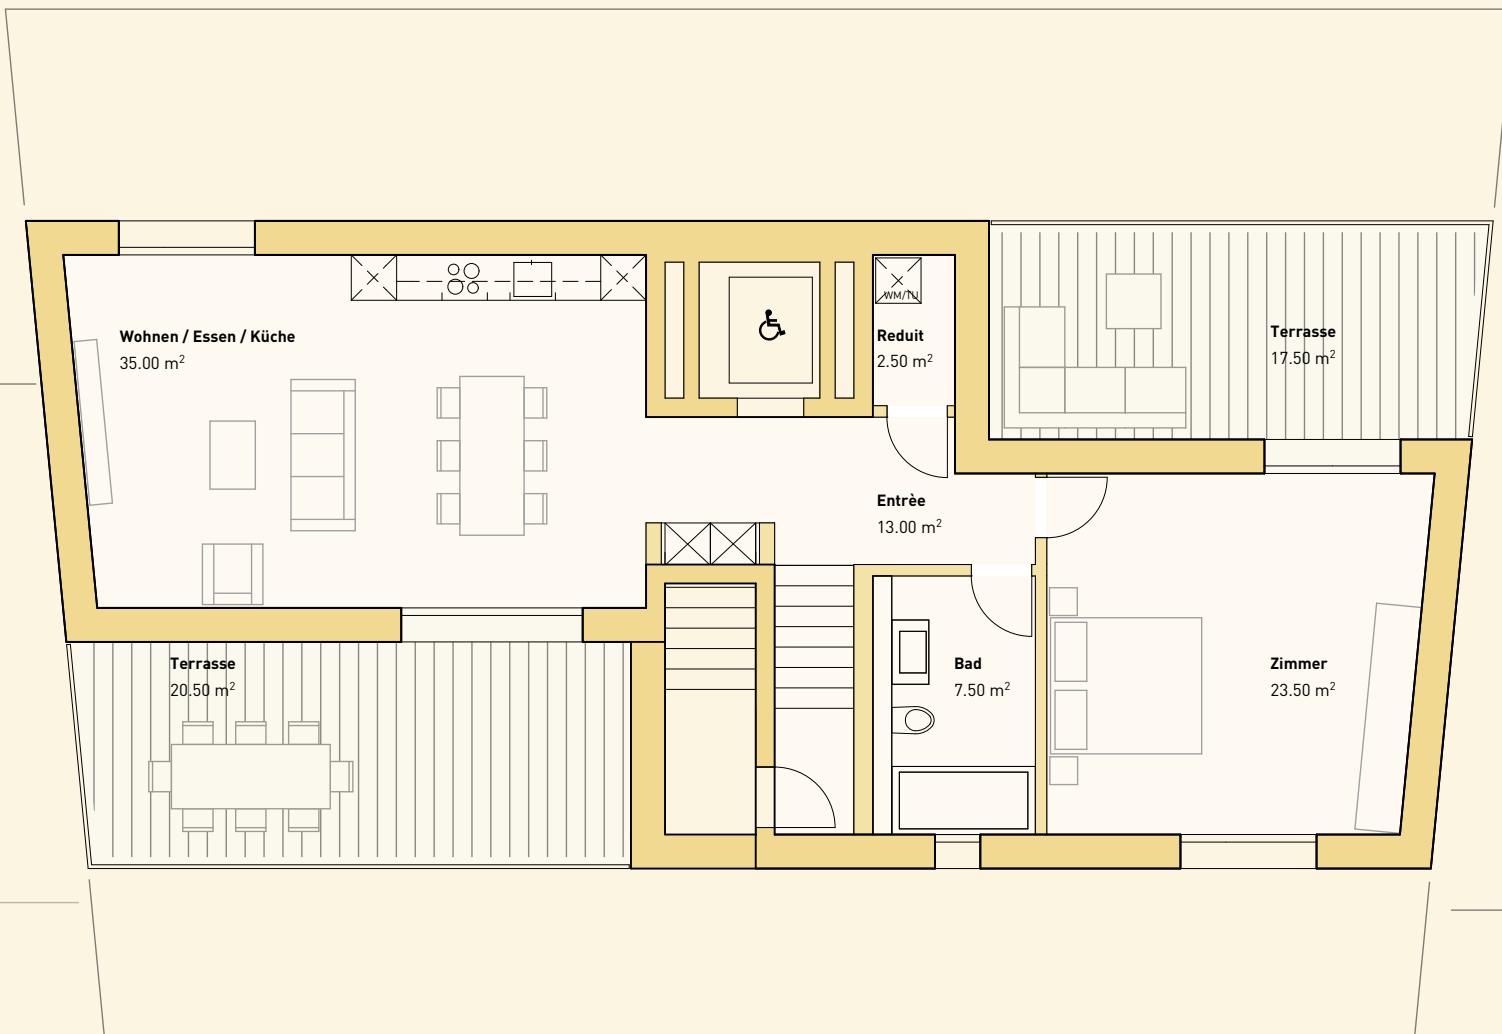 Wohnen / Essen / Küche
35.00 m²
WM/TU
Reduit
2.50 m²
Terrasse
17.50 m²
Entrèe
13.00 m²
Terrasse
20.50 m²
Bad
7.50 m²
Zimmer
23.50 m²